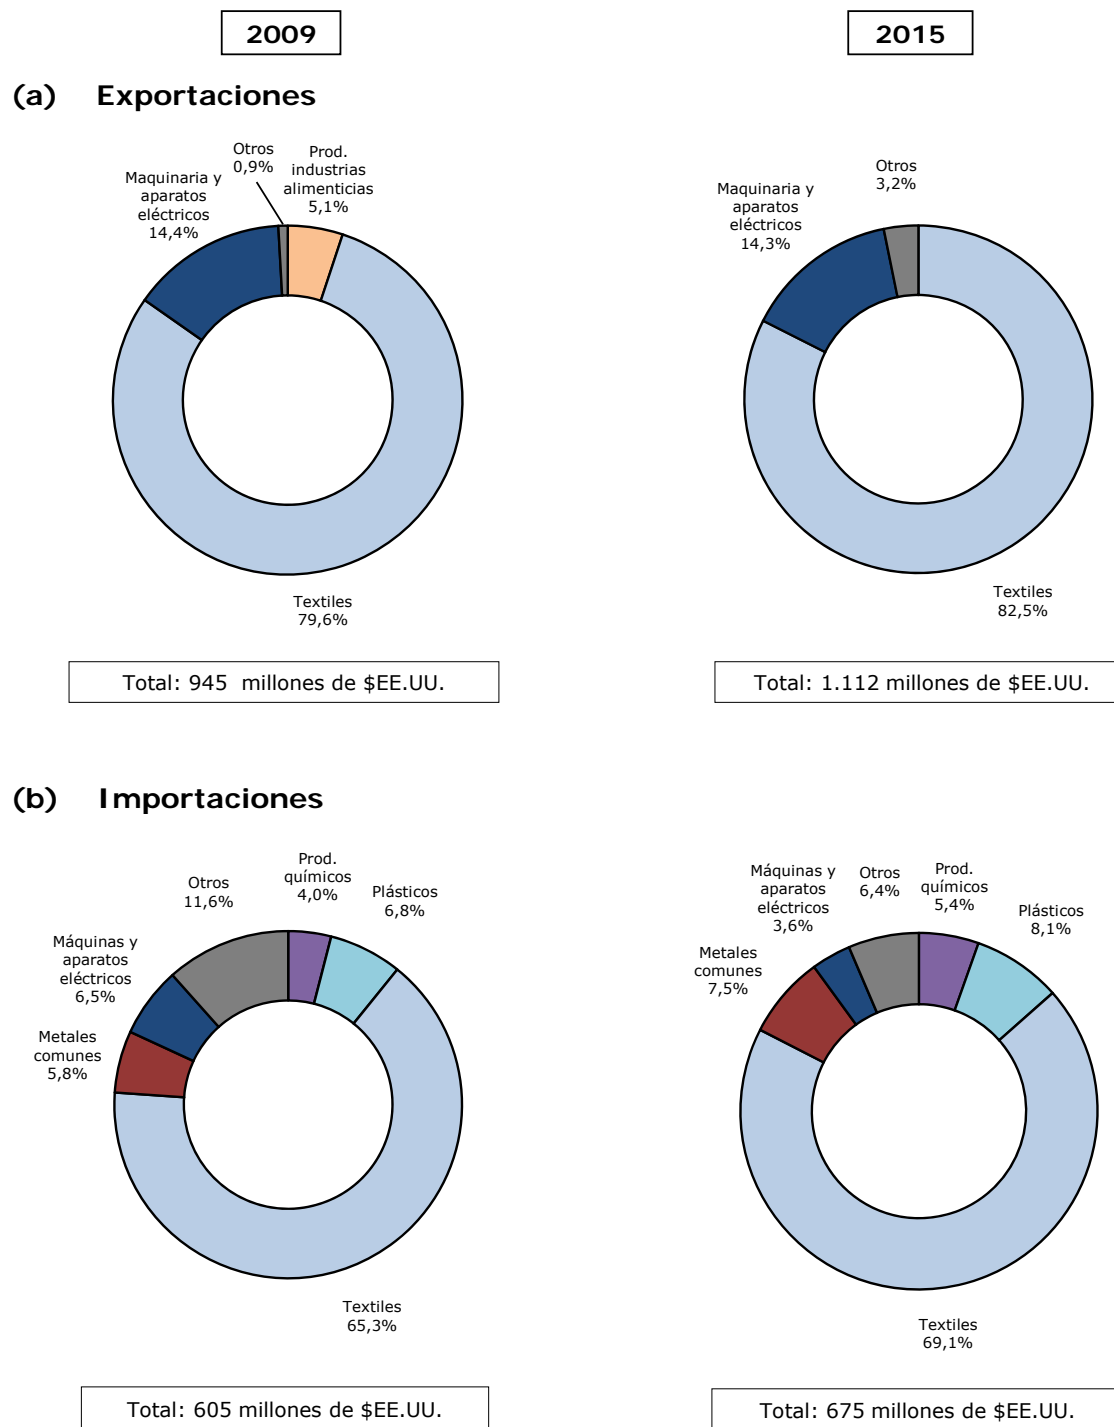 2009
2015
(a) Exportaciones
Otros
0,9%
Prod.
industrias
alimenticias
5,1%
Maquinaria y
aparatos
eléctricos
14,4%
Textiles
79,6%
Total: 945 millones de $EE.UU.
Otros
3,2%
Maquinaria y
aparatos
eléctricos
14,3%
Textiles
82,5%
Total: 1.112 millones de $EE.UU.
(b) Importaciones
Otros
11,6%
Prod.
químicos
4,0%
Plásticos
6,8%
Máquinas y
aparatos
eléctricos
6,5%
Metales
comunes
5,8%
Textiles
65,3%
Total: 605 millones de $EE.UU.
Máquinas y
aparatos
eléctricos
3,6%
Otros
6,4%
Prod.
químicos
5,4%
Plásticos
8,1%
Metales
comunes
7,5%
Textiles
69,1%
Total: 675 millones de $EE.UU.